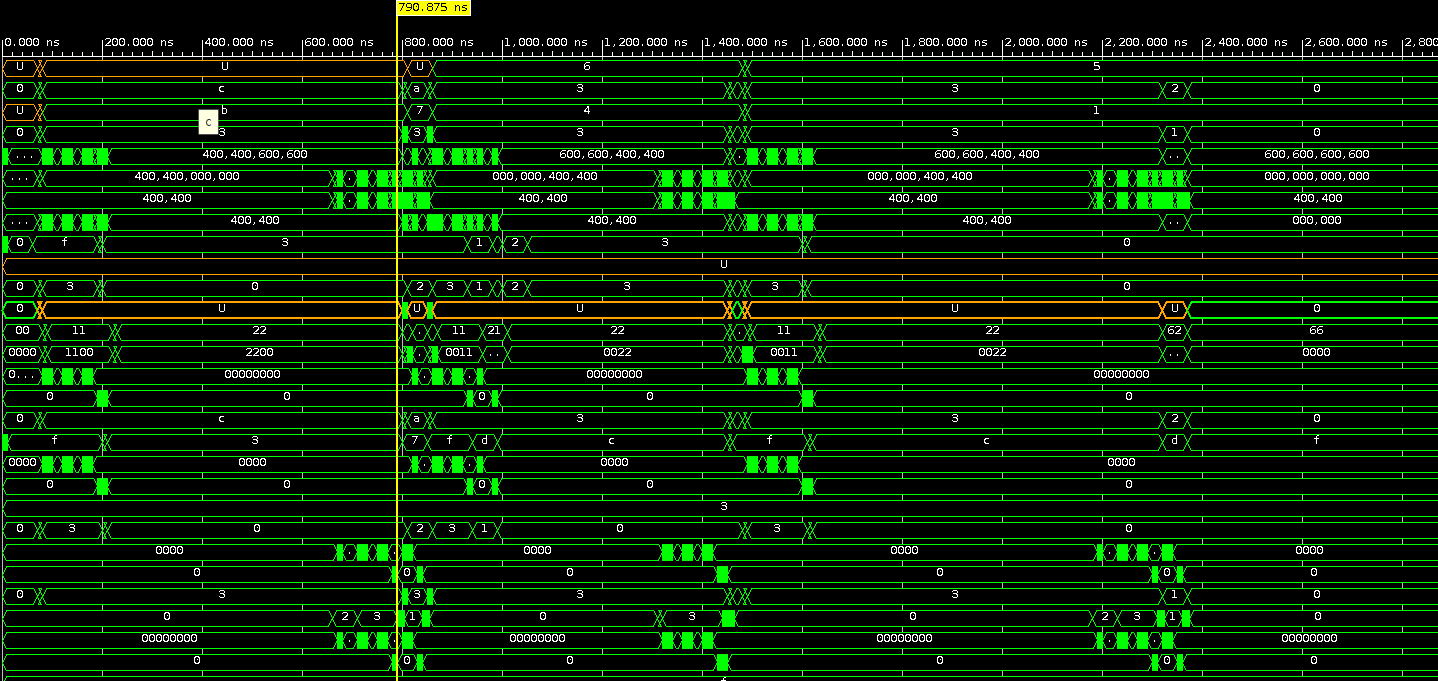 790.875 ns
0.000 ns 200.000 ns 400.000 ns 600.000 ns 800.000 ns 1,000.000 ns 1,200.000 ns 1,400.000 ns 1,600.000 ns 1,800.000 ns 2,000.000 ns 2,200.000 ns 2,400.000 ns 2,600.000 ns 2,800
U U U 6 5
0 c a 3 3 2 0
U b 7 4 1
c
0 3 3 3 3 1 0
... 400,400,600,600 600,600,400,400 . 600,600,400,400 .. 600,600,600,600
... 400,400,000,000 . 000,000,400,400 000,000,400,400 . 000,000,000,000
400,400 . 400,400 400,400 . 400,400
... 400,400 400,400 400,400 .. 000,000
0 f 3 1 2 3 0
U
0 3 0 2 3 1 2 3 3 0
0 U U U U U 0
00 11 22 . 11 21 22 . 11 22 62 66
0000 1100 2200 . 0011 .. 0022 0011 0022 .. 0000
0... 00000000 . . 00000000 00000000
0 0 0 0 0
0 c a 3 3 2 0
f 3 7 f d c f c d f
0000 0000 . . 0000 0000
0 0 0 0 0
3
0 3 0 2 3 1 0 3 0
0000 . . 0000 0000 . . 0000
0 0 0 0 0 0
0 3 3 3 3 1 0
0 2 3 1 0 3 0 2 3 1 0
00000000 . . 00000000 00000000 . . 00000000
0 0 0 0 0 0